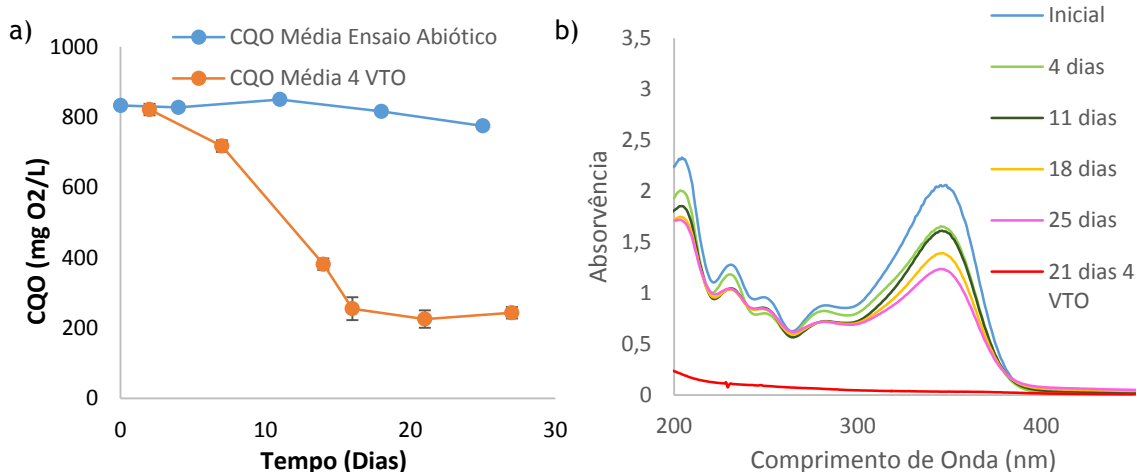 a)
CQO Média Ensaio Abiótico
CQO Média 4 VTO
1000
800
600
400
200
0
CQO (mg O2/L)
0 10 20 30
Tempo (Dias)
b)
Inicial
4 dias
11 dias
18 dias
25 dias
21 dias 4
VTO
3,5
3
2,5
2
1,5
1
0,5
0
Absorvência
200 300 400
Comprimento de Onda (nm)